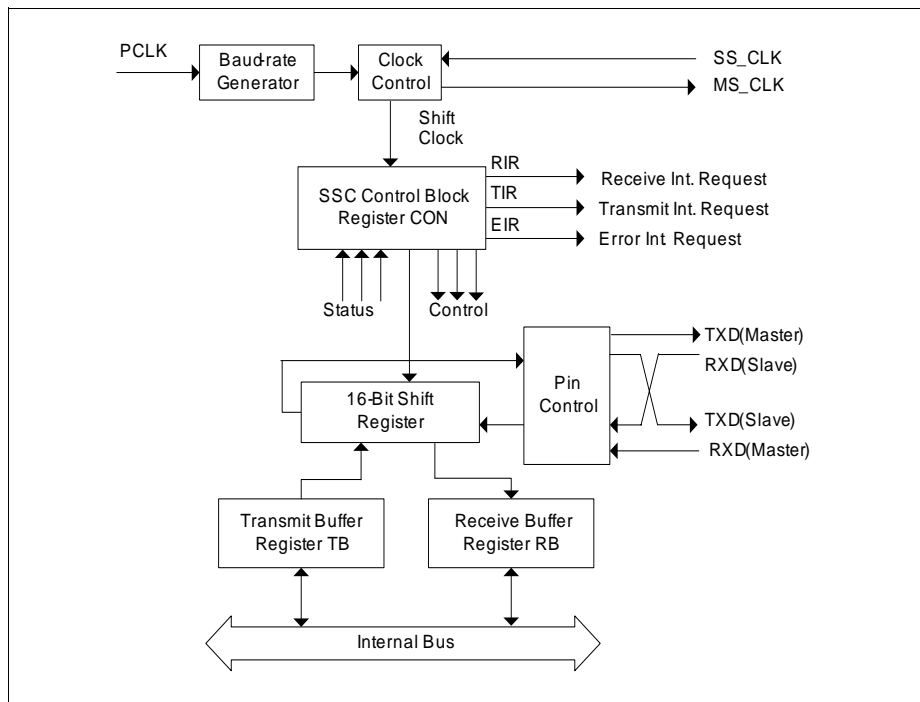 PCLK
Baud-rate
Generator
Clock
Control
SS_CLK
MS_CLK
Shift
Clock
SSC Control Block
Register CON
RIR
TIR
EIR
Receive Int. Request
Transmit Int. Request
Error Int. Request
Status
Control
16-Bit Shift
Register
Pin
Control
TXD(Master)
RXD(Slave)
TXD(Slave)
RXD(Master)
Transmit Buffer
Register TB
Receive Buffer
Register RB
Internal Bus